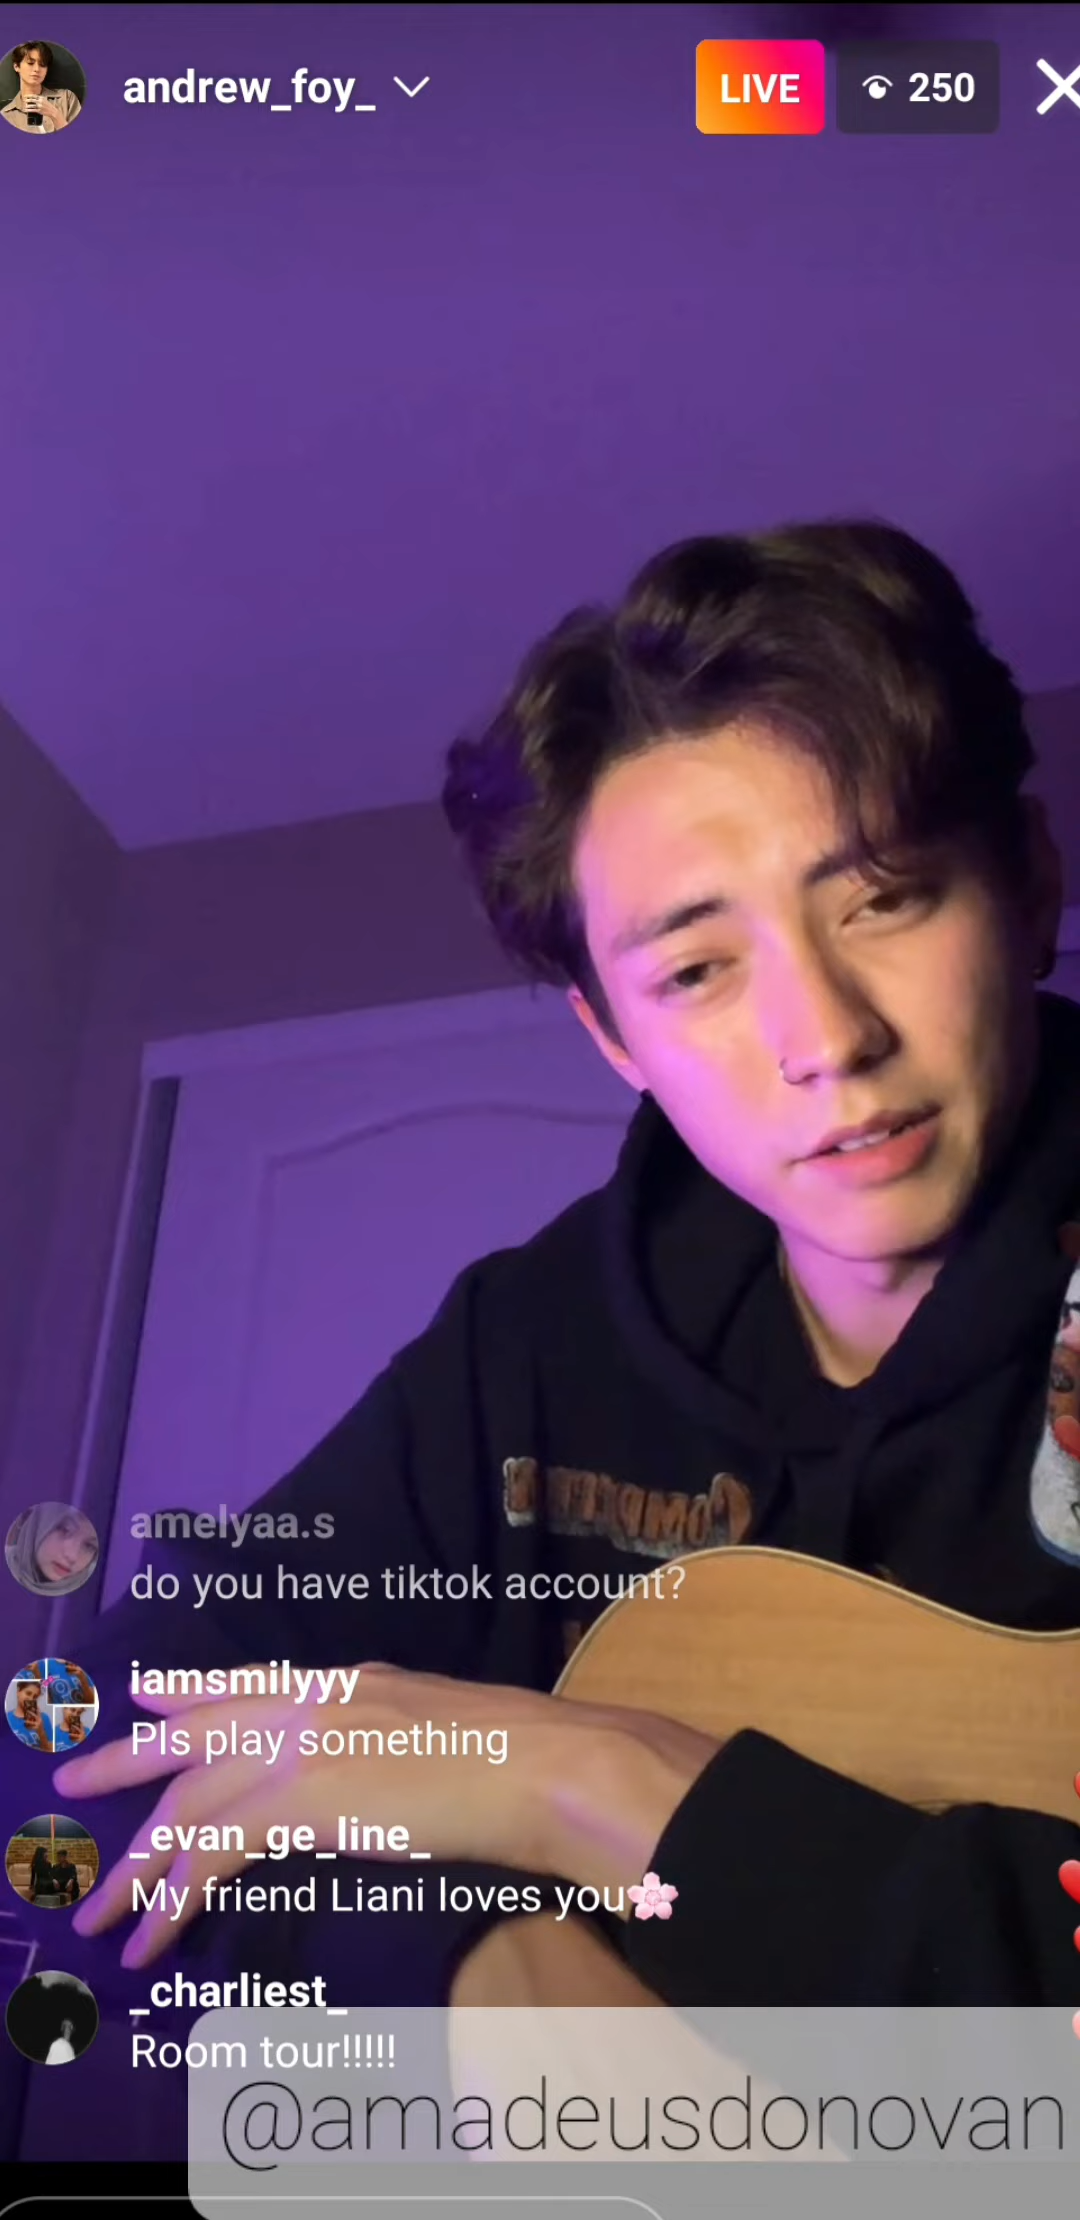 andrew_foy_
LIVE
250
amelyaa.s
do you have tiktok account?
iamsmilyyy
Pls play something
_evan_ge_line_
My friend Liani loves you🌸
_charliest_
Room tour!!!!!
@amadeusdonovan